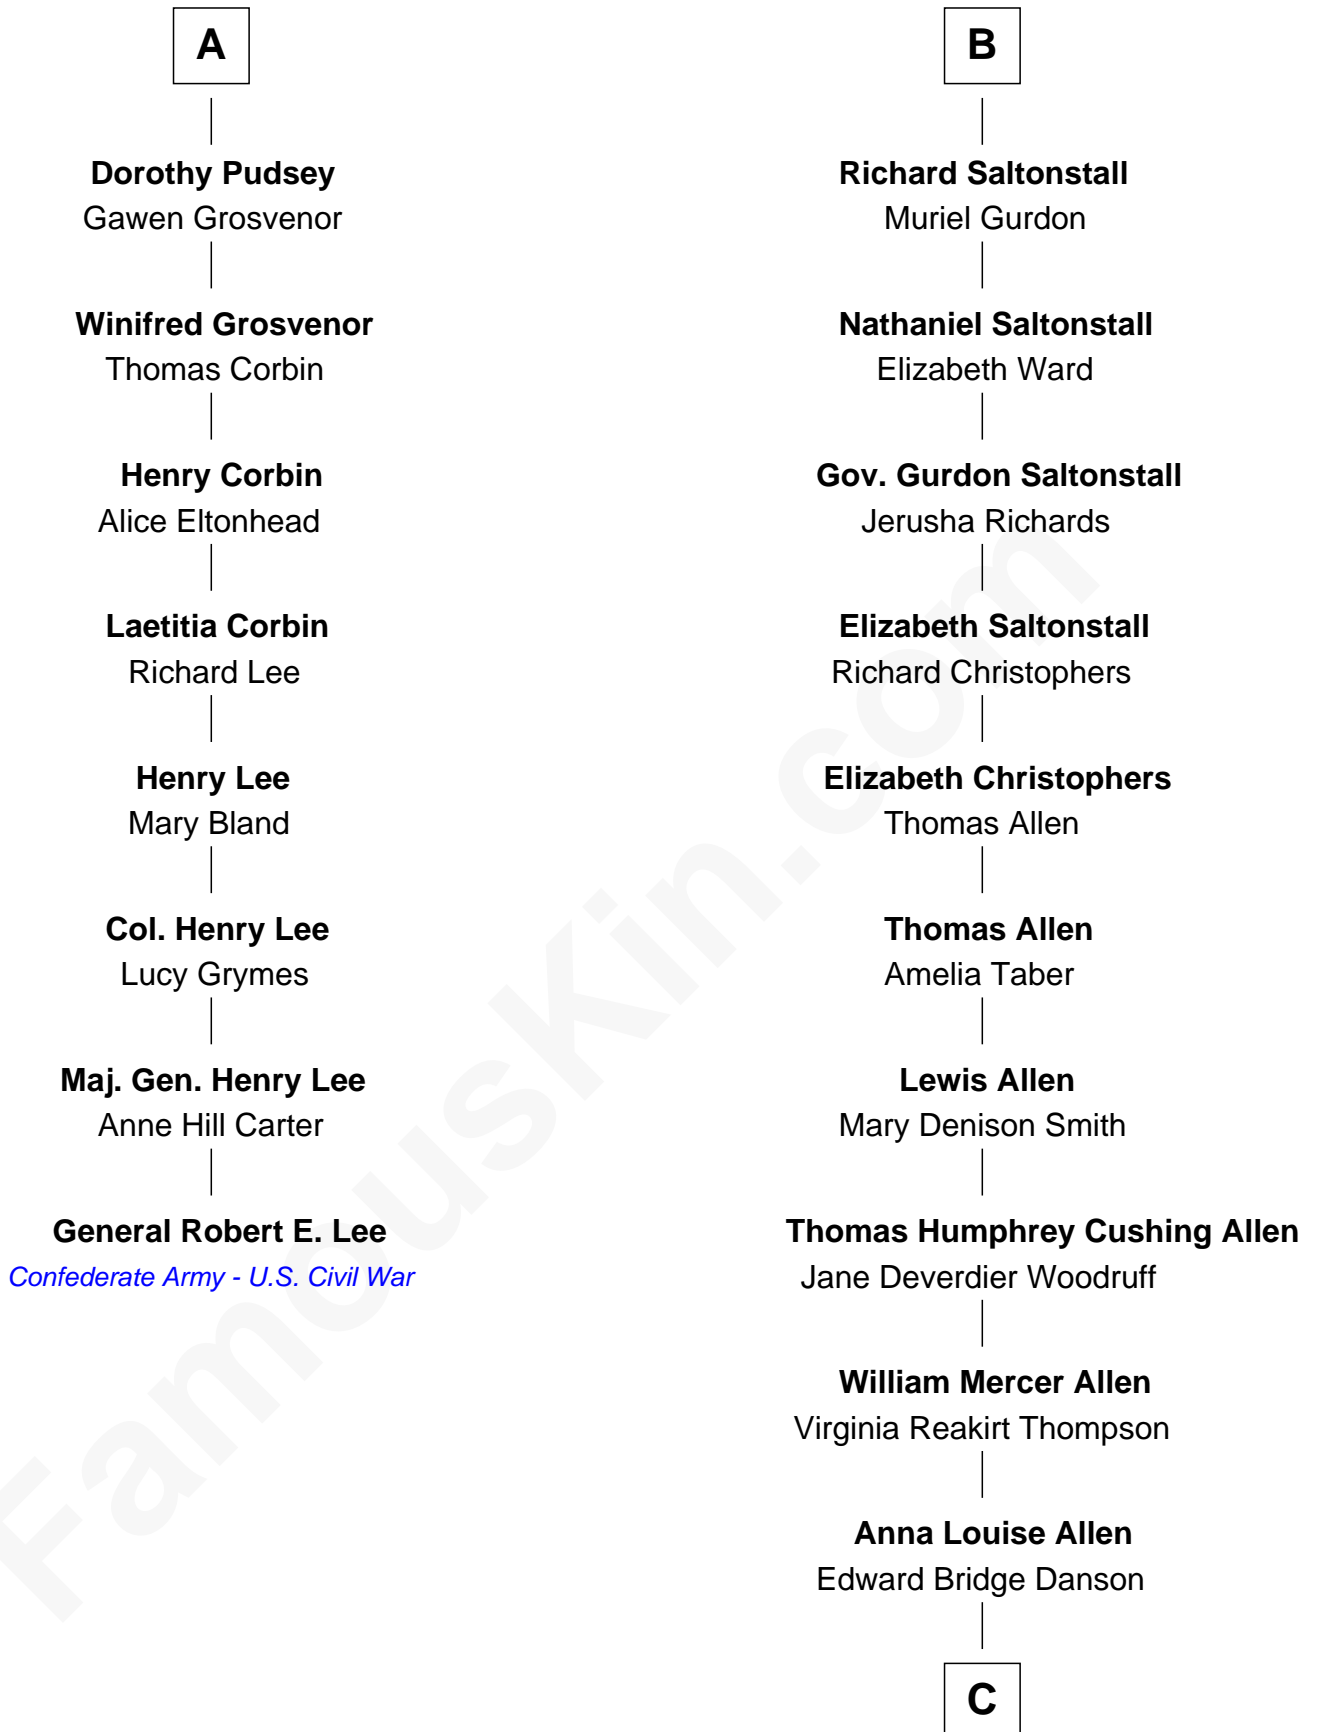 A
Dorothy Pudsey
Gawen Grosvenor
Winifred Grosvenor
Thomas Corbin
Henry Corbin
Alice Eltonhead
Laetitia Corbin
Richard Lee
Henry Lee
Mary Bland
Col. Henry Lee
Lucy Grymes
Maj. Gen. Henry Lee
Anne Hill Carter
General Robert E. Lee
Confederate Army - U.S. Civil War
B
Richard Saltonstall
Muriel Gurdon
Nathaniel Saltonstall
Elizabeth Ward
Gov. Gurdon Saltonstall
Jerusha Richards
Elizabeth Saltonstall
Richard Christophers
Elizabeth Christophers
Thomas Allen
Thomas Allen
Amelia Taber
Lewis Allen
Mary Denison Smith
Thomas Humphrey Cushing Allen
Jane Deverdier Woodruff
William Mercer Allen
Virginia Reakirt Thompson
Anna Louise Allen
Edward Bridge Danson
C
FamousKin.com